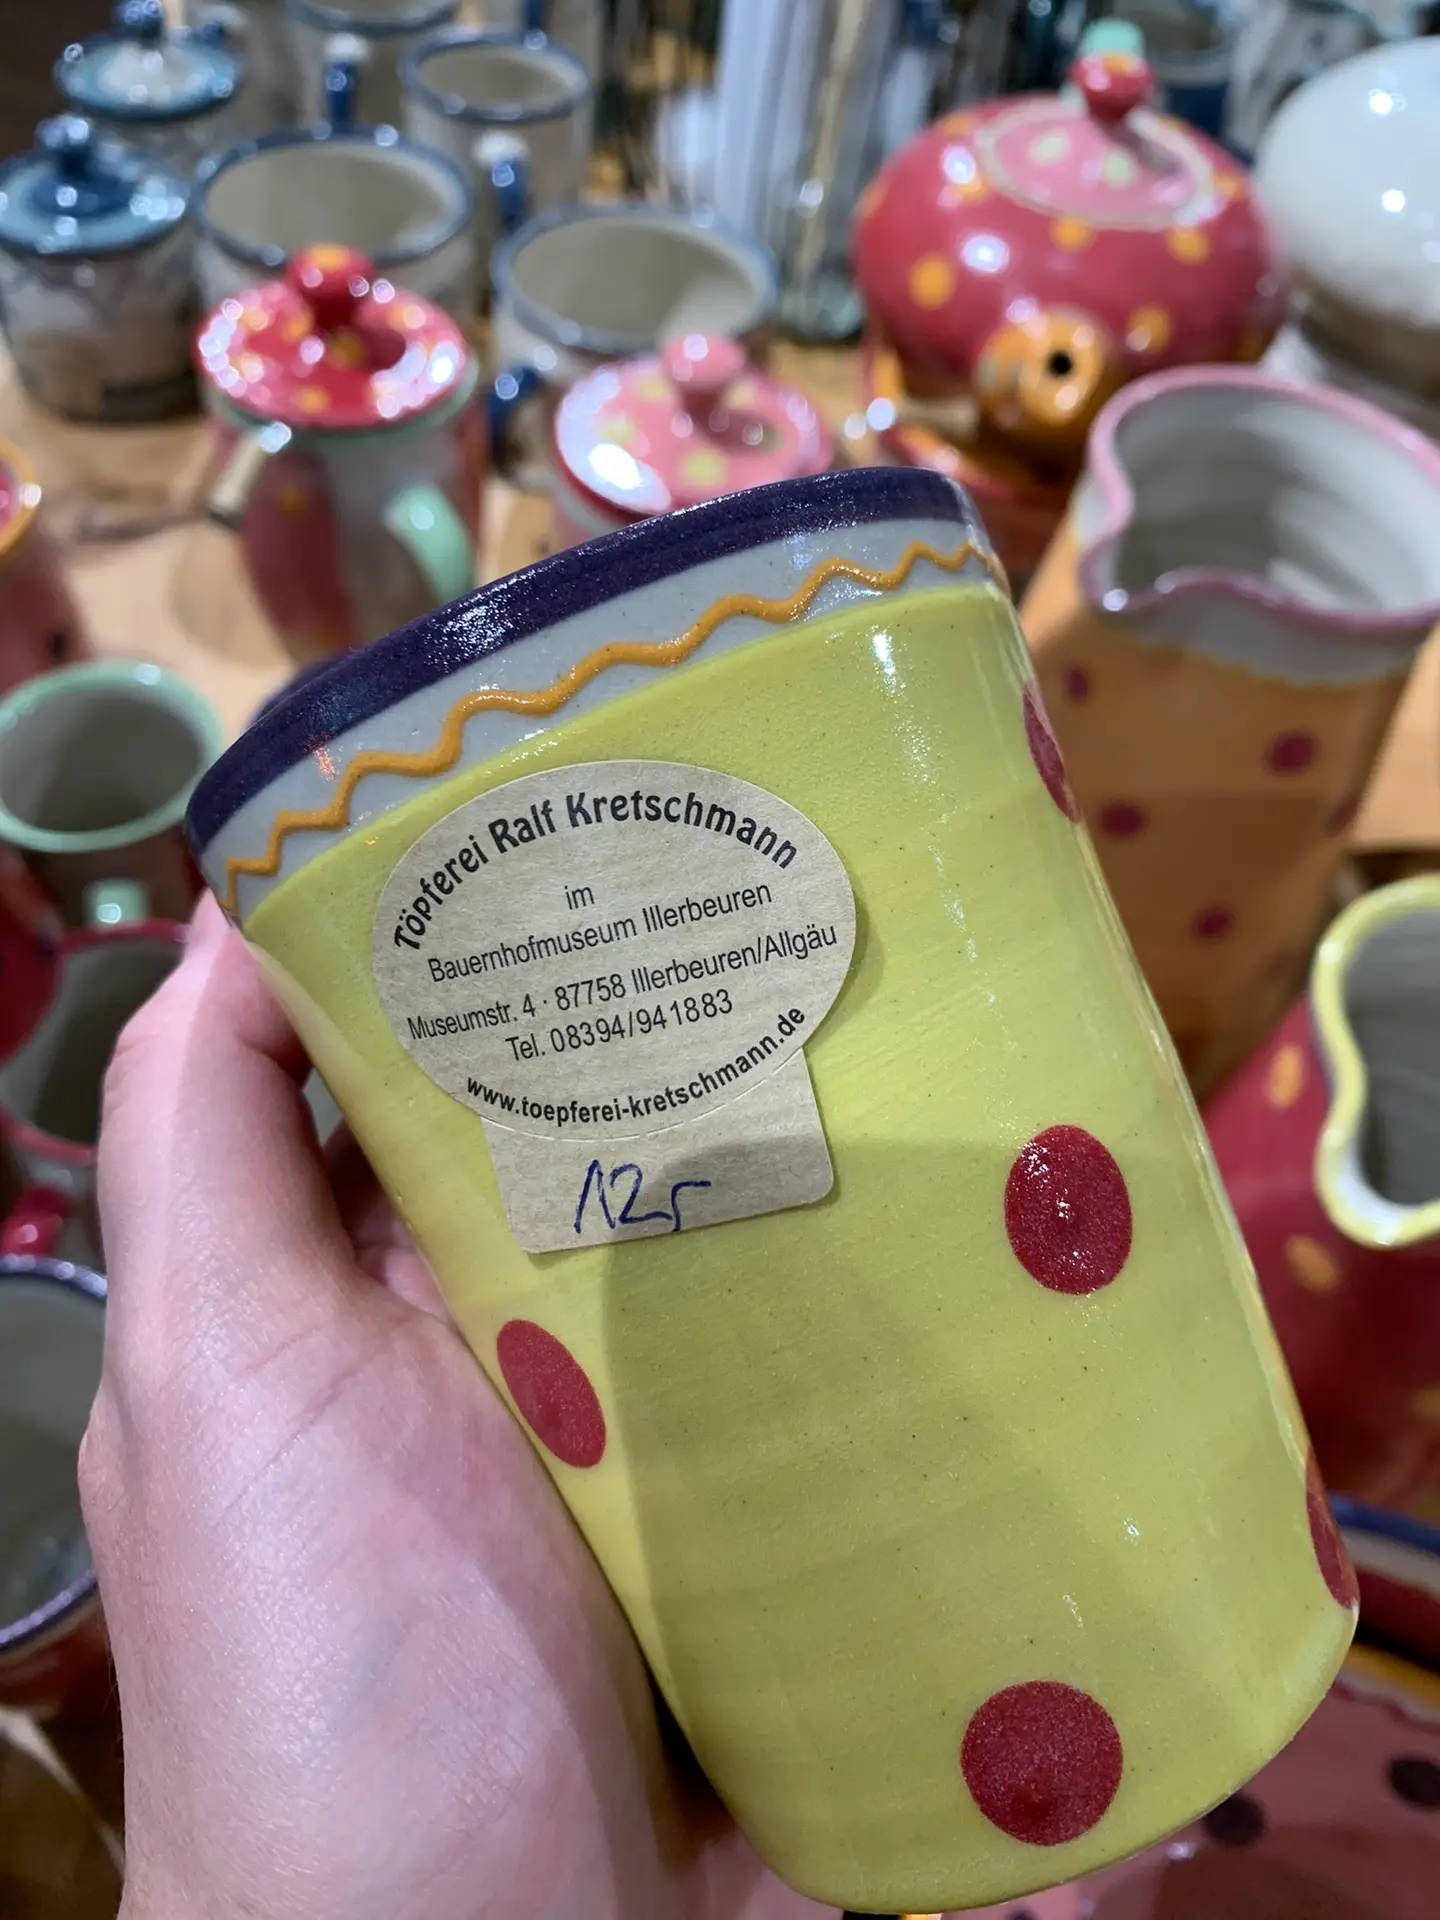 Töpferei Ralf Kretschmann
im
Bauernhofmuseum Illerbeuren
Museumstr. 4 · 87758 Illerbeuren/Allgäu
Tel. 08394/941883
www.toepferei-kretschmann.de
12,-